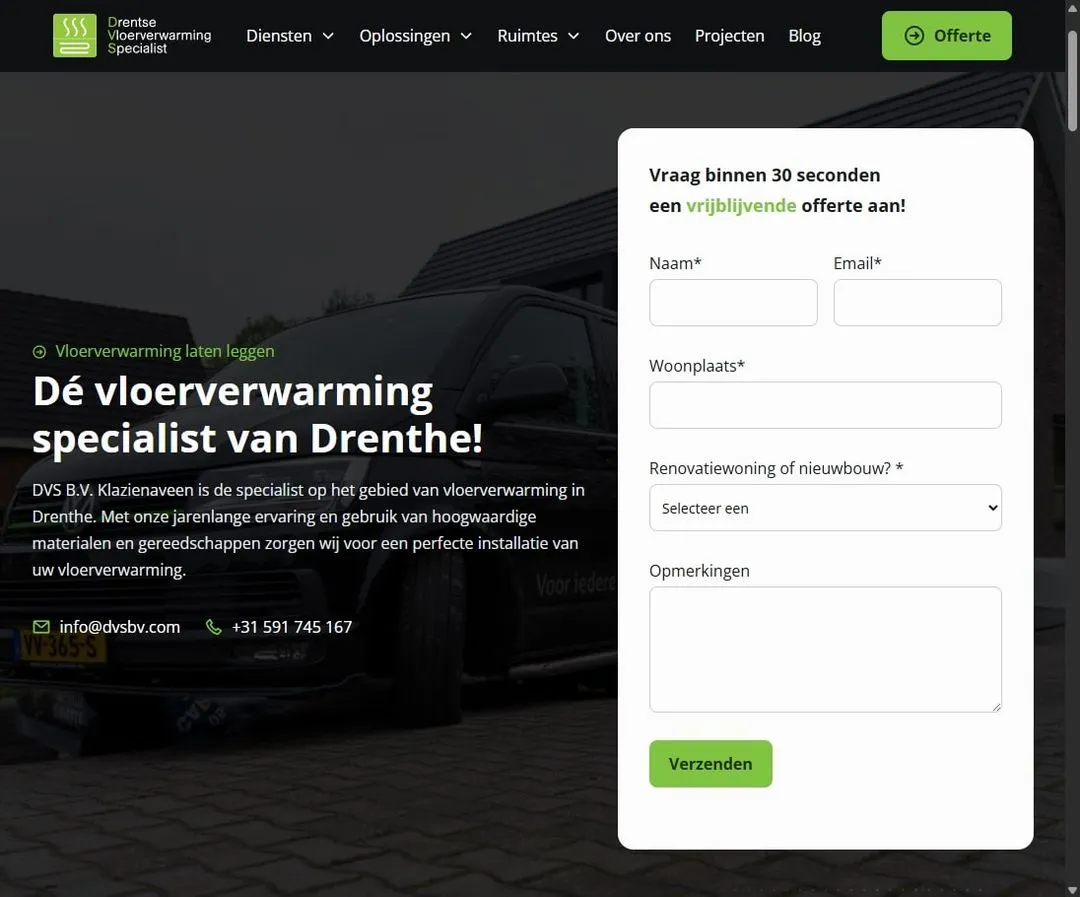 Drentse
Vloerverwarming
Specialist
Diensten
Oplossingen
Ruimtes
Over ons
Projecten
Blog
Offerte
Vraag binnen 30 seconden
een vrijblijvende offerte aan!
Naam*
Email*
Woonplaats*
Renovatiewoning of nieuwbouw? *
Selecteer een
Opmerkingen
Verzenden
Vloerverwarming laten leggen
Dé vloerverwarming
specialist van Drenthe!
DVS B.V. Klazienaveen is de specialist op het gebied van vloerverwarming in
Drenthe. Met onze jarenlange ervaring en gebruik van hoogwaardige
materialen en gereedschappen zorgen wij voor een perfecte installatie van
uw vloerverwarming.
info@dvsbv.com
+31 591 745 167
Voor iedere
VV-365-S